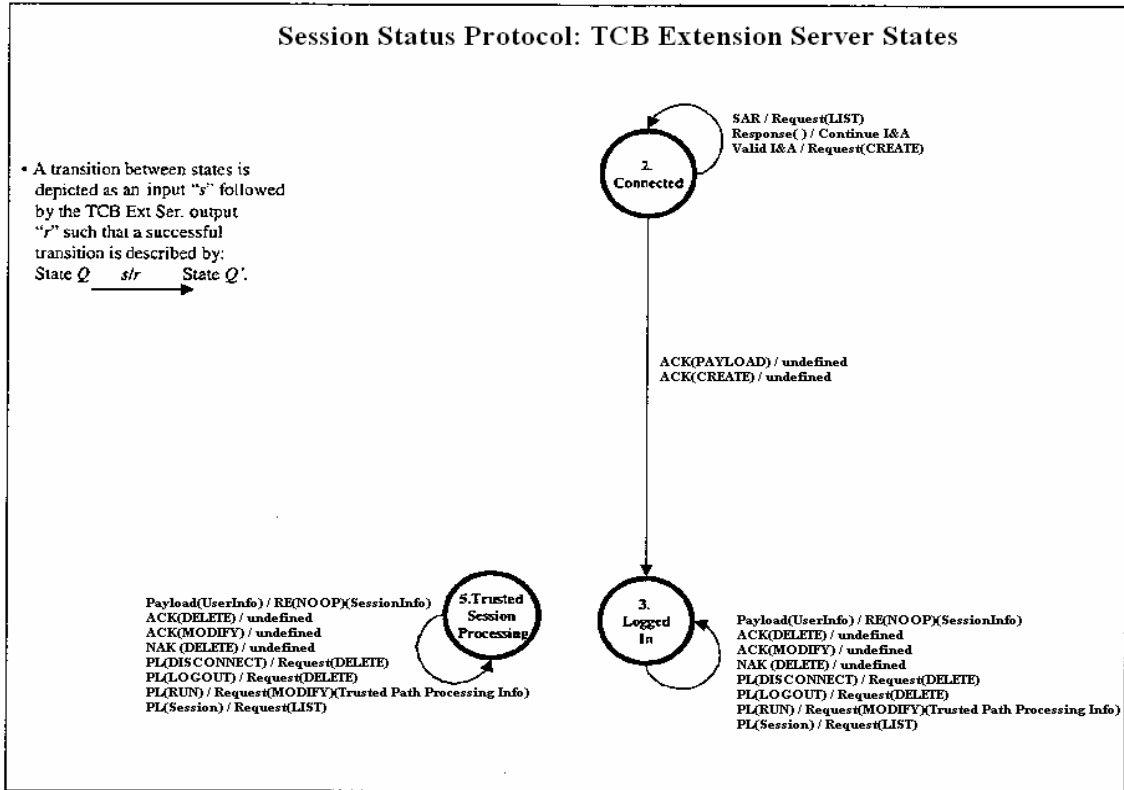 Session Status Protocol: TCB Extension Server States
• A transition between states is
depicted as an input “s” followed
by the TCB Ext Ser. output
“r” such that a successful
transition is described by:
State Q s/r State Q’.
SAR / Request(LIST)
Response( ) / Continue I&A
Valid I&A / Request(CREATE)
2.
Connected
ACK(PAYLOAD) / undefined
ACK(CREATE) / undefined
Payload(UserInfo) / RE(NOOP)(SessionInfo)
ACK(DELETE) / undefined
ACK(MODIFY) / undefined
NAK (DELETE) / undefined
PL(DISCONNECT) / Request(DELETE)
PL(LOGOUT) / Request(DELETE)
PL(RUN) / Request(MODIFY)(Trusted Path Processing Info)
PL(Session) / Request(LIST)
5.Trusted
Session
Processing
3.
Logged
In
Payload(UserInfo) / RE(NOOP)(SessionInfo)
ACK(DELETE) / undefined
ACK(MODIFY) / undefined
NAK (DELETE) / undefined
PL(DISCONNECT) / Request(DELETE)
PL(LOGOUT) / Request(DELETE)
PL(RUN) / Request(MODIFY)(Trusted Path Processing Info)
PL(Session) / Request(LIST)